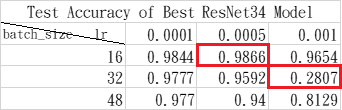 Test Accuracy of Best ResNet34 Model
batch_size lr 0.0001 0.0005 0.001
16 0.9844 0.9866 0.9654
32 0.9777 0.9592 0.2807
48 0.977 0.94 0.8129